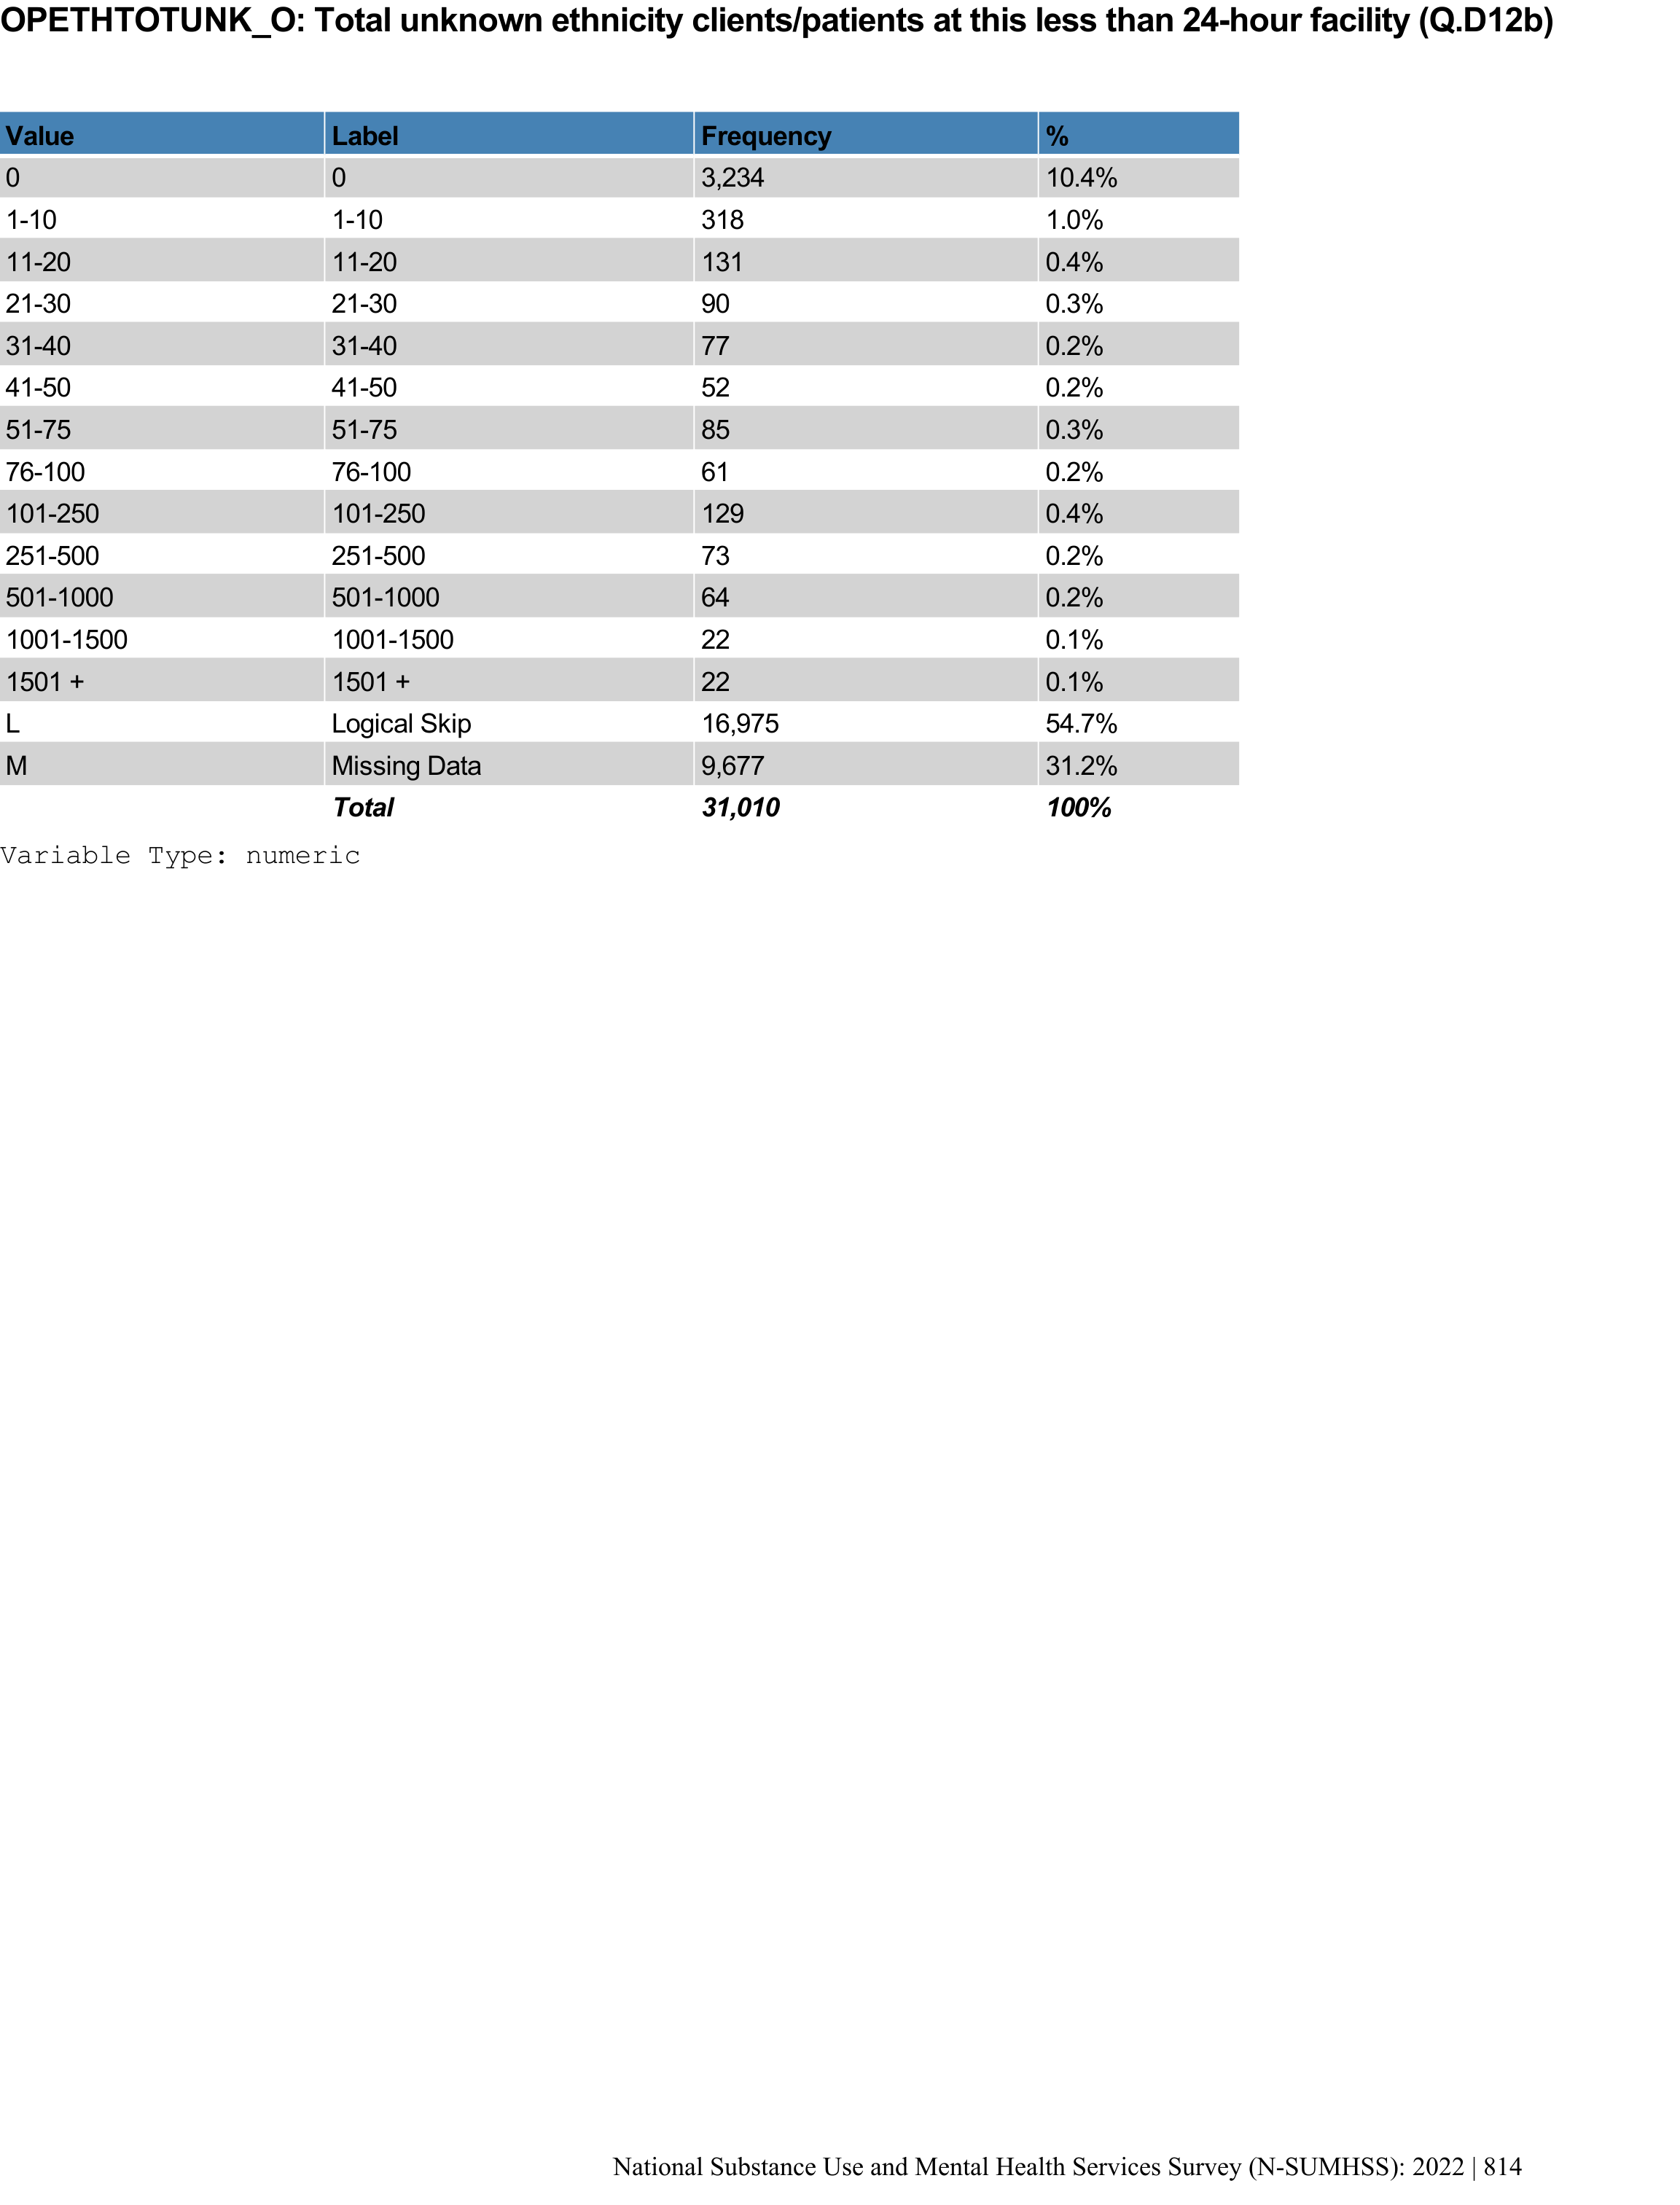 OPETHTOTUNK_O: Total unknown ethnicity clients/patients at this less than 24-hour facility (Q.D12b)
Value Label Frequency %
0 0 3,234 10.4%
1-10 1-10 318 1.0%
11-20 11-20 131 0.4%
21-30 21-30 90 0.3%
31-40 31-40 77 0.2%
41-50 41-50 52 0.2%
51-75 51-75 85 0.3%
76-100 76-100 61 0.2%
101-250 101-250 129 0.4%
251-500 251-500 73 0.2%
501-1000 501-1000 64 0.2%
1001-1500 1001-1500 22 0.1%
1501 + 1501 + 22 0.1%
L Logical Skip 16,975 54.7%
M Missing Data 9,677 31.2%
Total 31,010 100%
Variable Type: numeric
National Substance Use and Mental Health Services Survey (N-SUMHSS): 2022 | 814